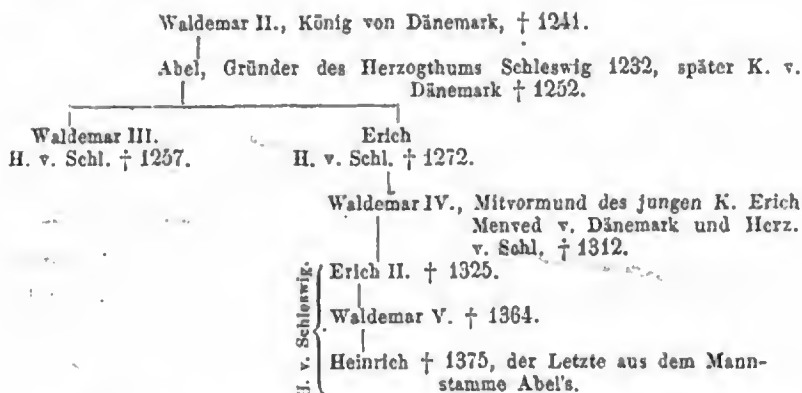 Waldemar II., König von Dänemark, † 1241.
Abel, Gründer des Herzogthums Schleswig 1232, später K. v.
Dänemark † 1252.
Waldemar III.
H. v. Schl. † 1257.
Erich
H. v. Schl. † 1272.
Waldemar IV., Mitvormund des jungen K. Erich
Menved v. Dänemark und Herz.
v. Schl. † 1312.
H. v. Schleswig.
Erich II. † 1325.
Waldemar V. † 1364.
Heinrich † 1375, der Letzte aus dem Mann-
stamme Abel's.